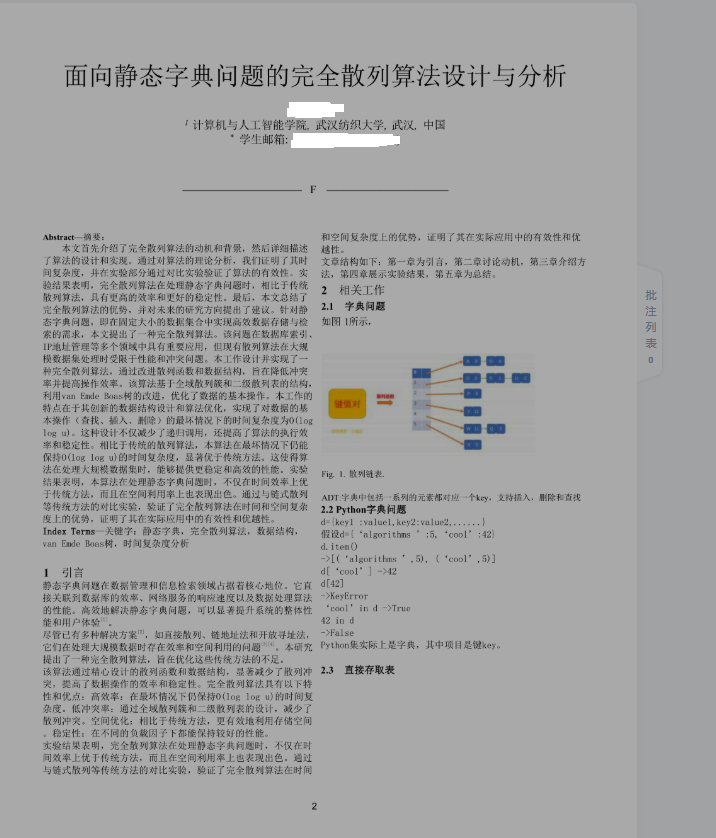 面向静态字典问题的完全散列算法设计与分析
1 计算机与人工智能学院, 武汉纺织大学, 武汉, 中国
* 学生邮箱:
F
Abstract—摘要:
本文首先介绍了完全散列算法的动机和背景，然后详细描述
了算法的设计和实现。通过对算法的理论分析，我们证明了其时
间复杂度，并在实验部分通过对比实验验证了算法的有效性。实
验结果表明，完全散列算法在处理静态字典问题时，相比于传统
散列算法，具有更高的效率和更好的稳定性。最后，本文总结了
完全散列算法的优势，并对未来的研究方向提出了建议。针对静
态字典问题，即在固定大小的数据集合中实现高效数据存储与检
索的需求，本文提出了一种完全散列算法。该问题在数据库索引、
IP地址管理等多个领域中具有重要应用，但现有散列算法在大规
模数据集处理时受限于性能和冲突问题。本工作设计并实现了一
种完全散列算法，通过改进散列函数和数据结构，旨在降低冲突
率并提高操作效率。该算法基于全域散列簇和二级散列表的结构，
利用van Emde Boas树的改进，优化了数据的基本操作。本工作的
特点在于其创新的数据结构设计和算法优化，实现了对数据的基
本操作（查找、插入、删除）的最坏情况下的时间复杂度为O(log
log u)。这种设计不仅减少了递归调用，还提高了算法的执行效
率和稳定性。相比于传统的散列算法，本算法在最坏情况下仍能
保持O(log log u)的时间复杂度，显著优于传统方法。这使得算
法在处理大规模数据集时，能够提供更稳定和高效的性能。实验
结果表明，本算法在处理静态字典问题时，不仅在时间效率上优
于传统方法，而且在空间利用率上也表现出色。通过与链式散列
等传统方法的对比实验，验证了完全散列算法在时间和空间复杂
度上的优势，证明了其在实际应用中的有效性和优越性。
Index Terms—关键字: 静态字典，完全散列算法，数据结构，
van Emde Boas树，时间复杂度分析
1 引言
静态字典问题在数据管理和信息检索领域占据着核心地位。它直
接关联到数据库的效率、网络服务的响应速度以及数据处理算法
的性能。高效地解决静态字典问题，可以显著提升系统的整体性
能和用户体验[1]。
尽管已有多种解决方案[2]，如直接散列、链地址法和开放寻址法，
它们在处理大规模数据时存在效率和空间利用的问题[3][4]。本研究
提出了一种完全散列算法，旨在优化这些传统方法的不足。
该算法通过精心设计的散列函数和数据结构，显著减少了散列冲
突，提高了数据操作的效率和稳定性。完全散列算法具有以下特
性和优点: 高效率: 在最坏情况下仍保持O(log log u)的时间复
杂度。低冲突率: 通过全域散列簇和二级散列表的设计，减少了
散列冲突。空间优化: 相比于传统方法，更有效地利用存储空间
。稳定性: 在不同的负载因子下都能保持较好的性能。
实验结果表明，完全散列算法在处理静态字典问题时，不仅在时
间效率上优于传统方法，而且在空间利用率上也表现出色。通过
与链式散列等传统方法的对比实验，验证了完全散列算法在时间
和空间复杂度上的优势，证明了其在实际应用中的有效性和优
越性。
文章结构如下: 第一章为引言，第二章讨论动机，第三章介绍方
法，第四章展示实验结果，第五章为总结。
2 相关工作
2.1 字典问题
如图 1所示，
键值对
散列函数
Fig. 1. 散列链表.
ADT:字典中包括一系列的元素都对应一个key，支持插入，删除和查找
2.2 Python字典问题
d={key1 :value1,key2:value2,......}
假设d={‘algorithms ’:5, ‘cool’:42}
d.item()
->[(‘algorithms ’,5), (‘cool’,5)]
d[‘cool’] ->42
d[42]
->KeyError
‘cool’ in d ->True
42 in d
->False
Python集实际上是字典，其中项目是键key。
2.3 直接存取表
2
批
注
列
表
0